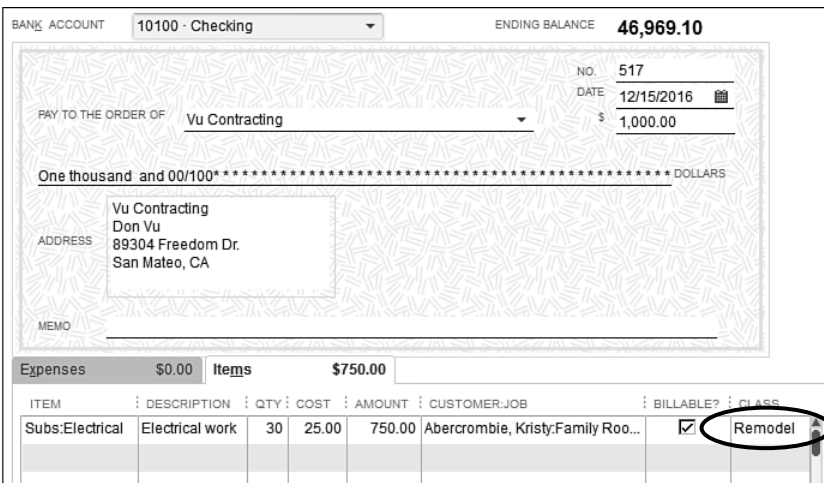 BANK ACCOUNT 10100 · Checking ENDING BALANCE 46,969.10
NO. 517
DATE 12/15/2016
PAY TO THE ORDER OF Vu Contracting $ 1,000.00
One thousand and 00/100* * * * * * * * * * * * * * * * * * * * * * * * * * * * * * * * * * * * * * * * * * * * * * * * * * * DOLLARS
Vu Contracting
Don Vu
ADDRESS 89304 Freedom Dr.
San Mateo, CA
MEMO
Expenses $0.00 Items $750.00
ITEM DESCRIPTION QTY COST AMOUNT CUSTOMER:JOB BILLABLE? CLASS
Subs:Electrical Electrical work 30 25.00 750.00 Abercrombie, Kristy:Family Roo... Remodel